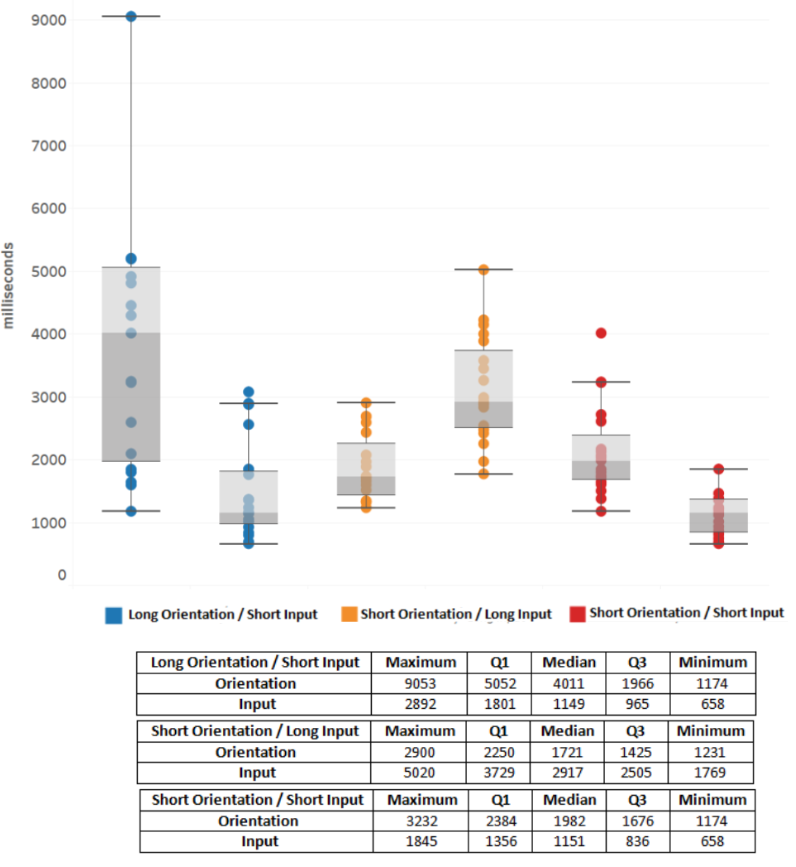 9000
8000
7000
6000
5000
4000
3000
2000
1000
0
milliseconds
Long Orientation / Short Input Short Orientation / Long Input Short Orientation / Short Input
Long Orientation / Short Input Maximum Q1 Median Q3 Minimum
Orientation 9053 5052 4011 1966 1174
Input 2892 1801 1149 965 658
Short Orientation / Long Input Maximum Q1 Median Q3 Minimum
Orientation 2900 2250 1721 1425 1231
Input 5020 3729 2917 2505 1769
Short Orientation / Short Input Maximum Q1 Median Q3 Minimum
Orientation 3232 2384 1982 1676 1174
Input 1845 1356 1151 836 658